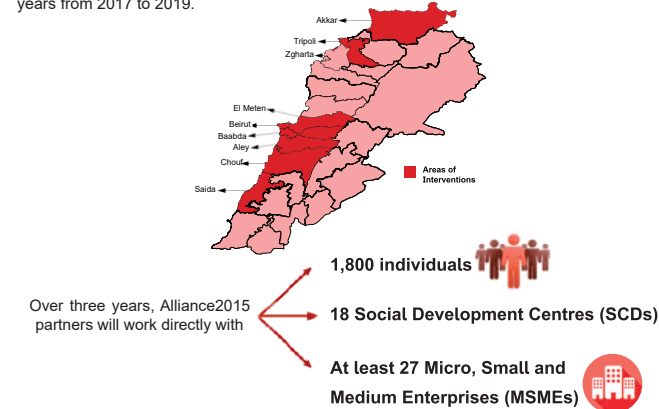 years from 2017 to 2019.
Akkar
Tripoli
Zgharta
El Meten
Beirut
Baabda
Aley
Chouf
Saida
Areas of
Interventions
1,800 individuals
Over three years, Alliance2015
partners will work directly with
18 Social Development Centres (SCDs)
At least 27 Micro, Small and
Medium Enterprises (MSMEs)